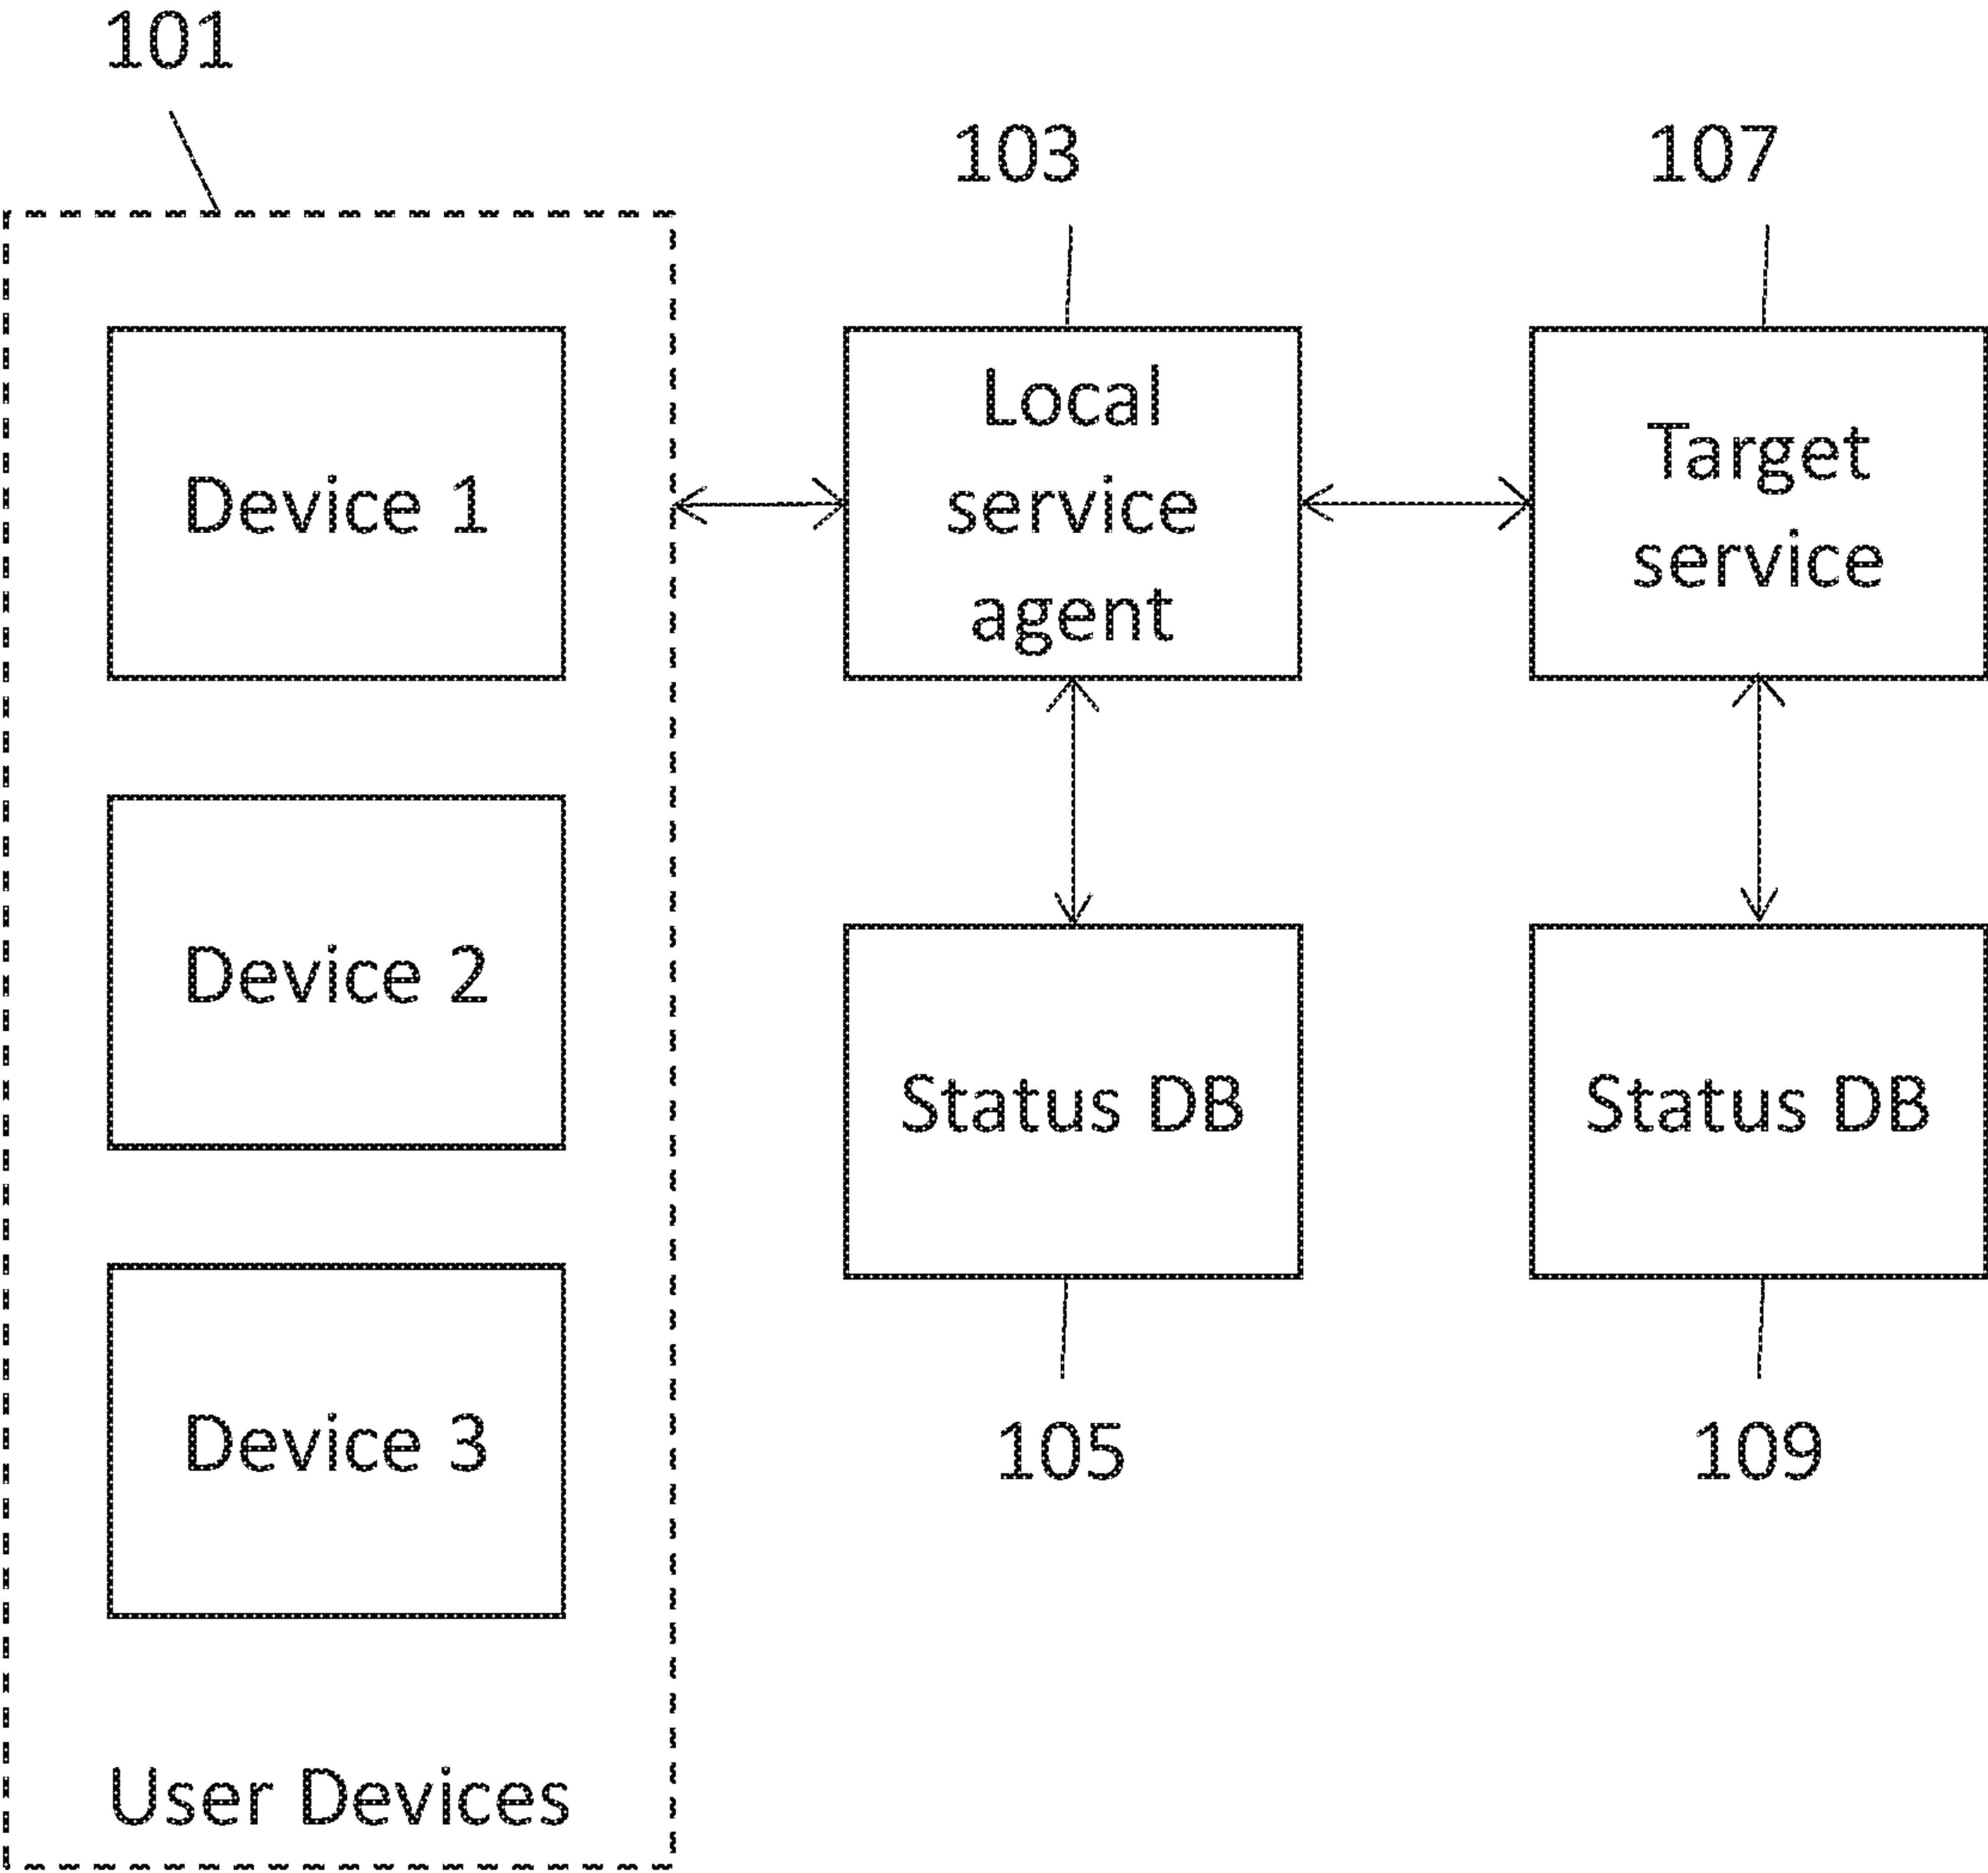 101
103
107
Device 1
Local
service
agent
Target
service
Device 2
Status DB
Status DB
Device 3
105
109
User Devices